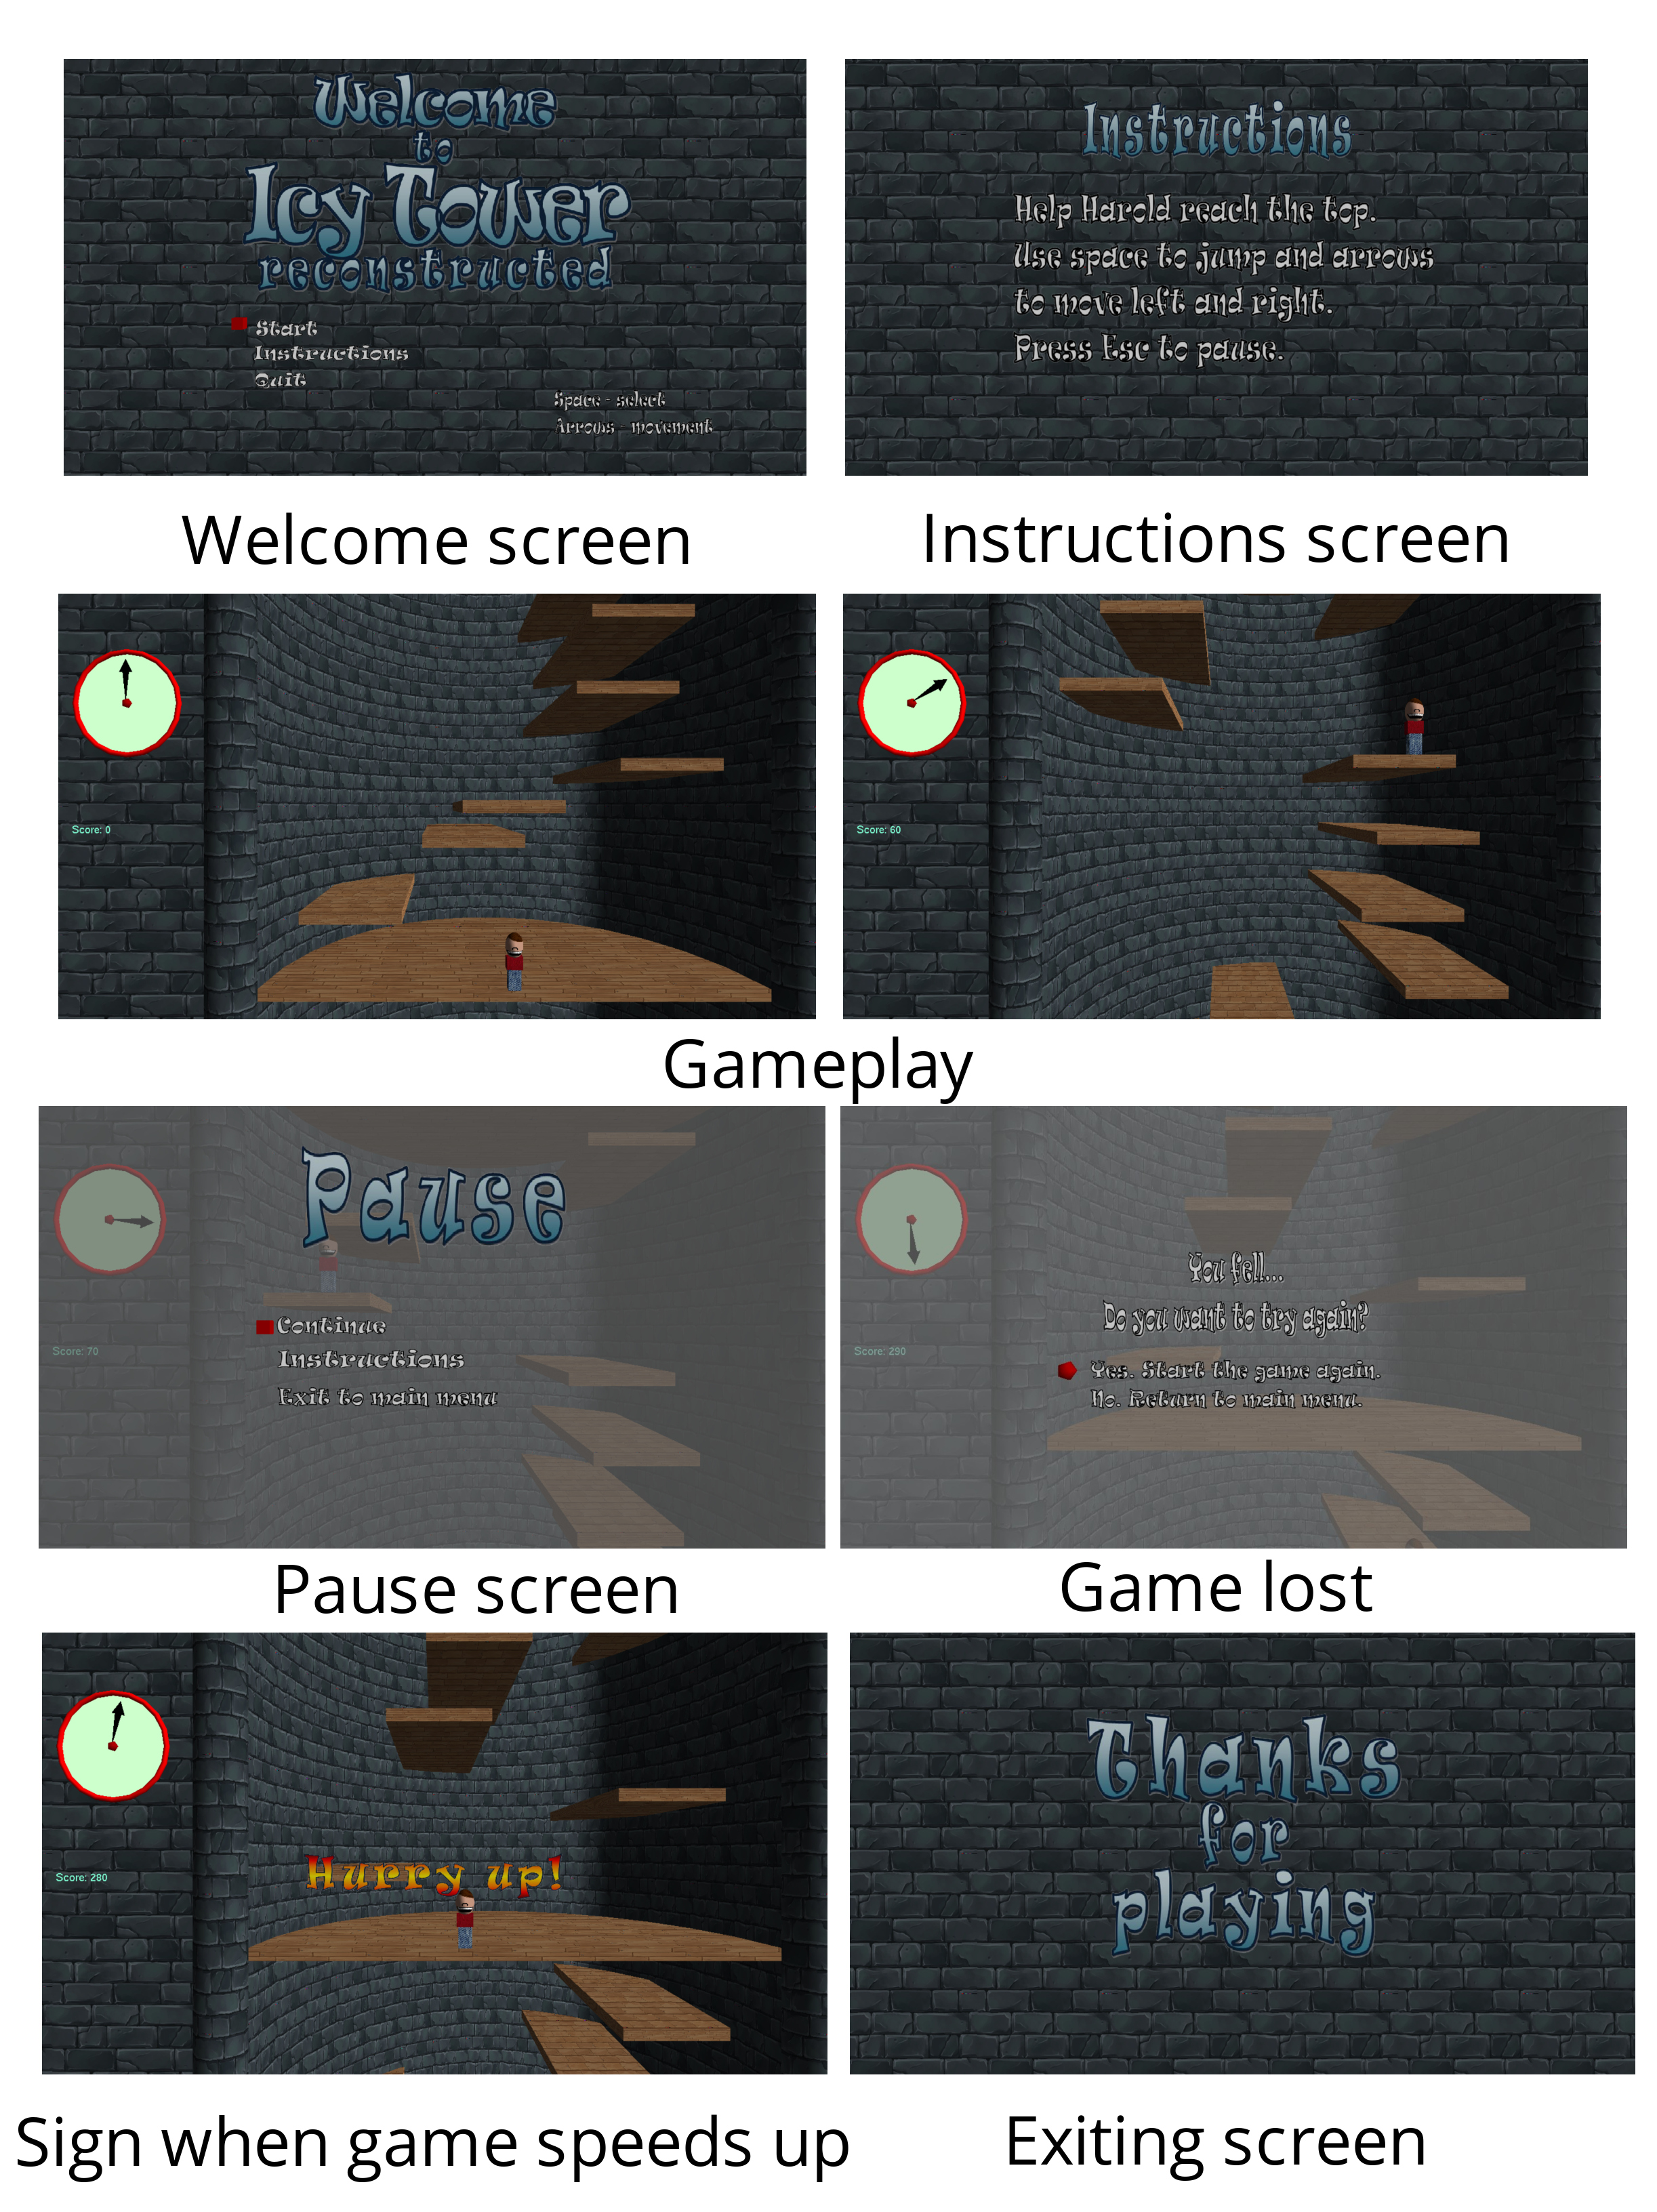 Welcome
to
Icy Tower
reconstructed
Start
Instructions
Quit
Space - select
Arrows - movement
Welcome screen
Instructions
Help Harold reach the top.
Use space to jump and arrows
to move left and right.
Press Esc to pause.
Instructions screen
Score: 0
Score: 60
Gameplay
Pause
Score: 70
Continue
Instructions
Exit to main menu
Pause screen
You fell...
Do you want to try again?
Score: 290
Yes. Start the game again.
No. Return to main menu.
Game lost
Hurry up!
Score: 280
Sign when game speeds up
Thanks
for
playing
Exiting screen